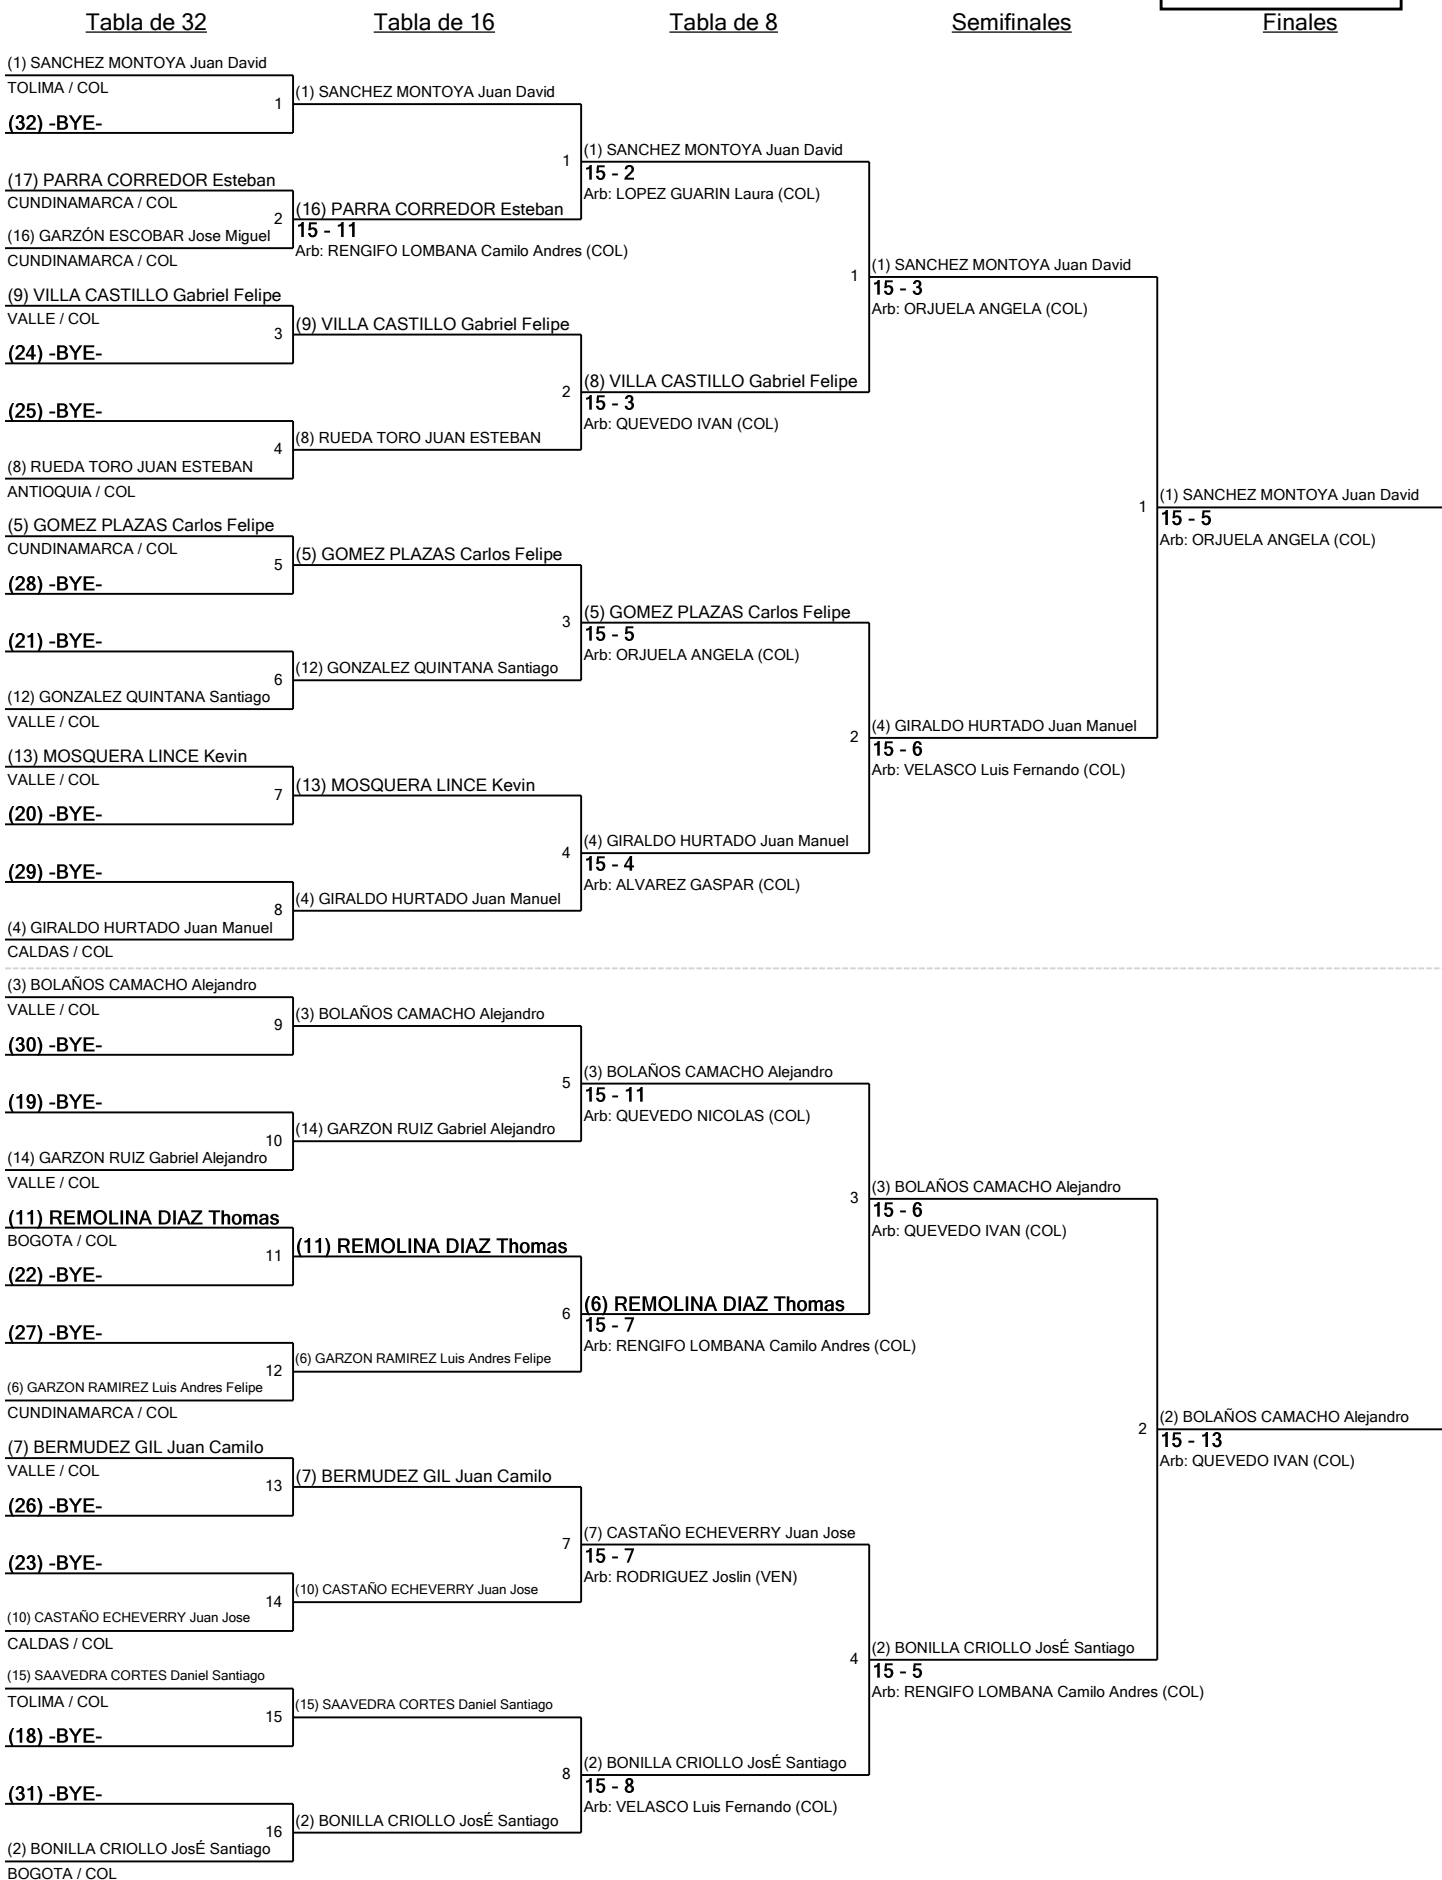 Tabla de 32
Tabla de 16
Tabla de 8
Semifinales
Finales
(1) SANCHEZ MONTOYA Juan David
TOLIMA / COL
1
(32) -BYE-
(17) PARRA CORREDOR Esteban
CUNDINAMARCA / COL
2
(16) GARZÓN ESCOBAR Jose Miguel
CUNDINAMARCA / COL
(9) VILLA CASTILLO Gabriel Felipe
VALLE / COL
3
(24) -BYE-
(25) -BYE-
4
(8) RUEDA TORO JUAN ESTEBAN
ANTIOQUIA / COL
(5) GOMEZ PLAZAS Carlos Felipe
CUNDINAMARCA / COL
5
(28) -BYE-
(21) -BYE-
6
(12) GONZALEZ QUINTANA Santiago
VALLE / COL
(13) MOSQUERA LINCE Kevin
VALLE / COL
7
(20) -BYE-
(29) -BYE-
8
(4) GIRALDO HURTADO Juan Manuel
CALDAS / COL
(3) BOLAÑOS CAMACHO Alejandro
VALLE / COL
9
(30) -BYE-
(19) -BYE-
10
(14) GARZON RUIZ Gabriel Alejandro
VALLE / COL
(11) REMOLINA DIAZ Thomas
BOGOTA / COL
11
(22) -BYE-
(27) -BYE-
12
(6) GARZON RAMIREZ Luis Andres Felipe
CUNDINAMARCA / COL
(7) BERMUDEZ GIL Juan Camilo
VALLE / COL
13
(26) -BYE-
(23) -BYE-
14
(10) CASTAÑO ECHEVERRY Juan Jose
CALDAS / COL
(15) SAAVEDRA CORTES Daniel Santiago
TOLIMA / COL
15
(18) -BYE-
(31) -BYE-
16
(2) BONILLA CRIOLLO JosÉ Santiago
BOGOTA / COL
(1) SANCHEZ MONTOYA Juan David
1
(16) PARRA CORREDOR Esteban
15 - 11
Arb: RENGIFO LOMBANA Camilo Andres (COL)
(9) VILLA CASTILLO Gabriel Felipe
2
(8) RUEDA TORO JUAN ESTEBAN
(5) GOMEZ PLAZAS Carlos Felipe
3
(12) GONZALEZ QUINTANA Santiago
(13) MOSQUERA LINCE Kevin
4
(4) GIRALDO HURTADO Juan Manuel
(3) BOLAÑOS CAMACHO Alejandro
5
(14) GARZON RUIZ Gabriel Alejandro
(11) REMOLINA DIAZ Thomas
6
(6) GARZON RAMIREZ Luis Andres Felipe
(7) BERMUDEZ GIL Juan Camilo
7
(10) CASTAÑO ECHEVERRY Juan Jose
(15) SAAVEDRA CORTES Daniel Santiago
8
(2) BONILLA CRIOLLO JosÉ Santiago
(1) SANCHEZ MONTOYA Juan David
15 - 2
Arb: LOPEZ GUARIN Laura (COL)
1
(8) VILLA CASTILLO Gabriel Felipe
15 - 3
Arb: QUEVEDO IVAN (COL)
(5) GOMEZ PLAZAS Carlos Felipe
15 - 5
Arb: ORJUELA ANGELA (COL)
2
(4) GIRALDO HURTADO Juan Manuel
15 - 4
Arb: ALVAREZ GASPAR (COL)
(3) BOLAÑOS CAMACHO Alejandro
15 - 11
Arb: QUEVEDO NICOLAS (COL)
3
(6) REMOLINA DIAZ Thomas
15 - 7
Arb: RENGIFO LOMBANA Camilo Andres (COL)
(7) CASTAÑO ECHEVERRY Juan Jose
15 - 7
Arb: RODRIGUEZ Joslin (VEN)
4
(2) BONILLA CRIOLLO JosÉ Santiago
15 - 8
Arb: VELASCO Luis Fernando (COL)
(1) SANCHEZ MONTOYA Juan David
15 - 3
Arb: ORJUELA ANGELA (COL)
1
(4) GIRALDO HURTADO Juan Manuel
15 - 6
Arb: VELASCO Luis Fernando (COL)
(3) BOLAÑOS CAMACHO Alejandro
15 - 6
Arb: QUEVEDO IVAN (COL)
2
(2) BONILLA CRIOLLO JosÉ Santiago
15 - 5
Arb: RENGIFO LOMBANA Camilo Andres (COL)
(1) SANCHEZ MONTOYA Juan David
15 - 5
Arb: ORJUELA ANGELA (COL)
(2) BOLAÑOS CAMACHO Alejandro
15 - 13
Arb: QUEVEDO IVAN (COL)